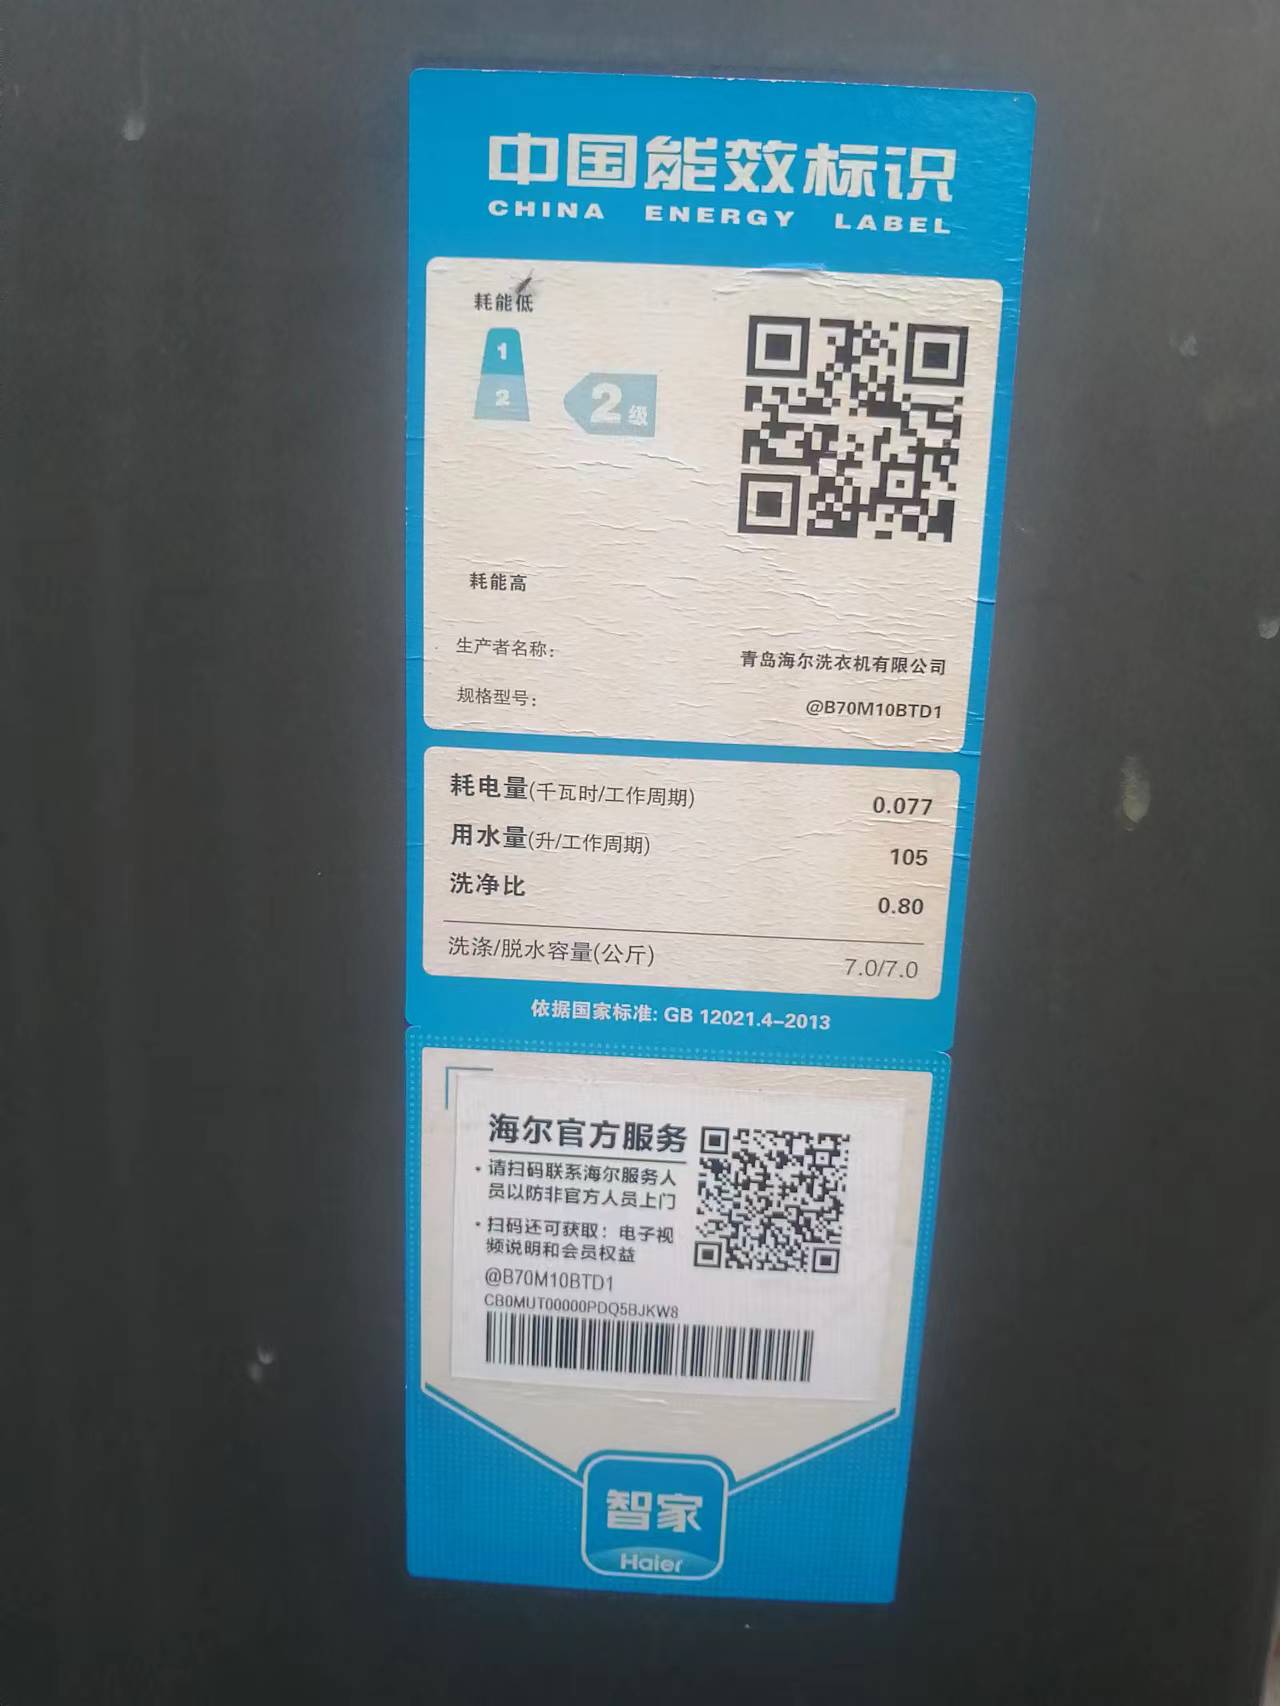 中国能效标识
CHINA ENERGY LABEL
耗能低
1
2
2级
耗能高
生产者名称: 青岛海尔洗衣机有限公司
规格型号: @B70M10BTD1
耗电量(千瓦时/工作周期) 0.077
用水量(升/工作周期) 105
洗净比 0.80
洗涤/脱水容量(公斤) 7.0/7.0
依据国家标准: GB 12021.4-2013
海尔官方服务
·请扫码联系海尔服务人
员以防非官方人员上门
·扫码还可获取：电子视
频说明和会员权益
@B70M10BTD1
CB0MUT00000PDQ5BJKW8
智家
Haier